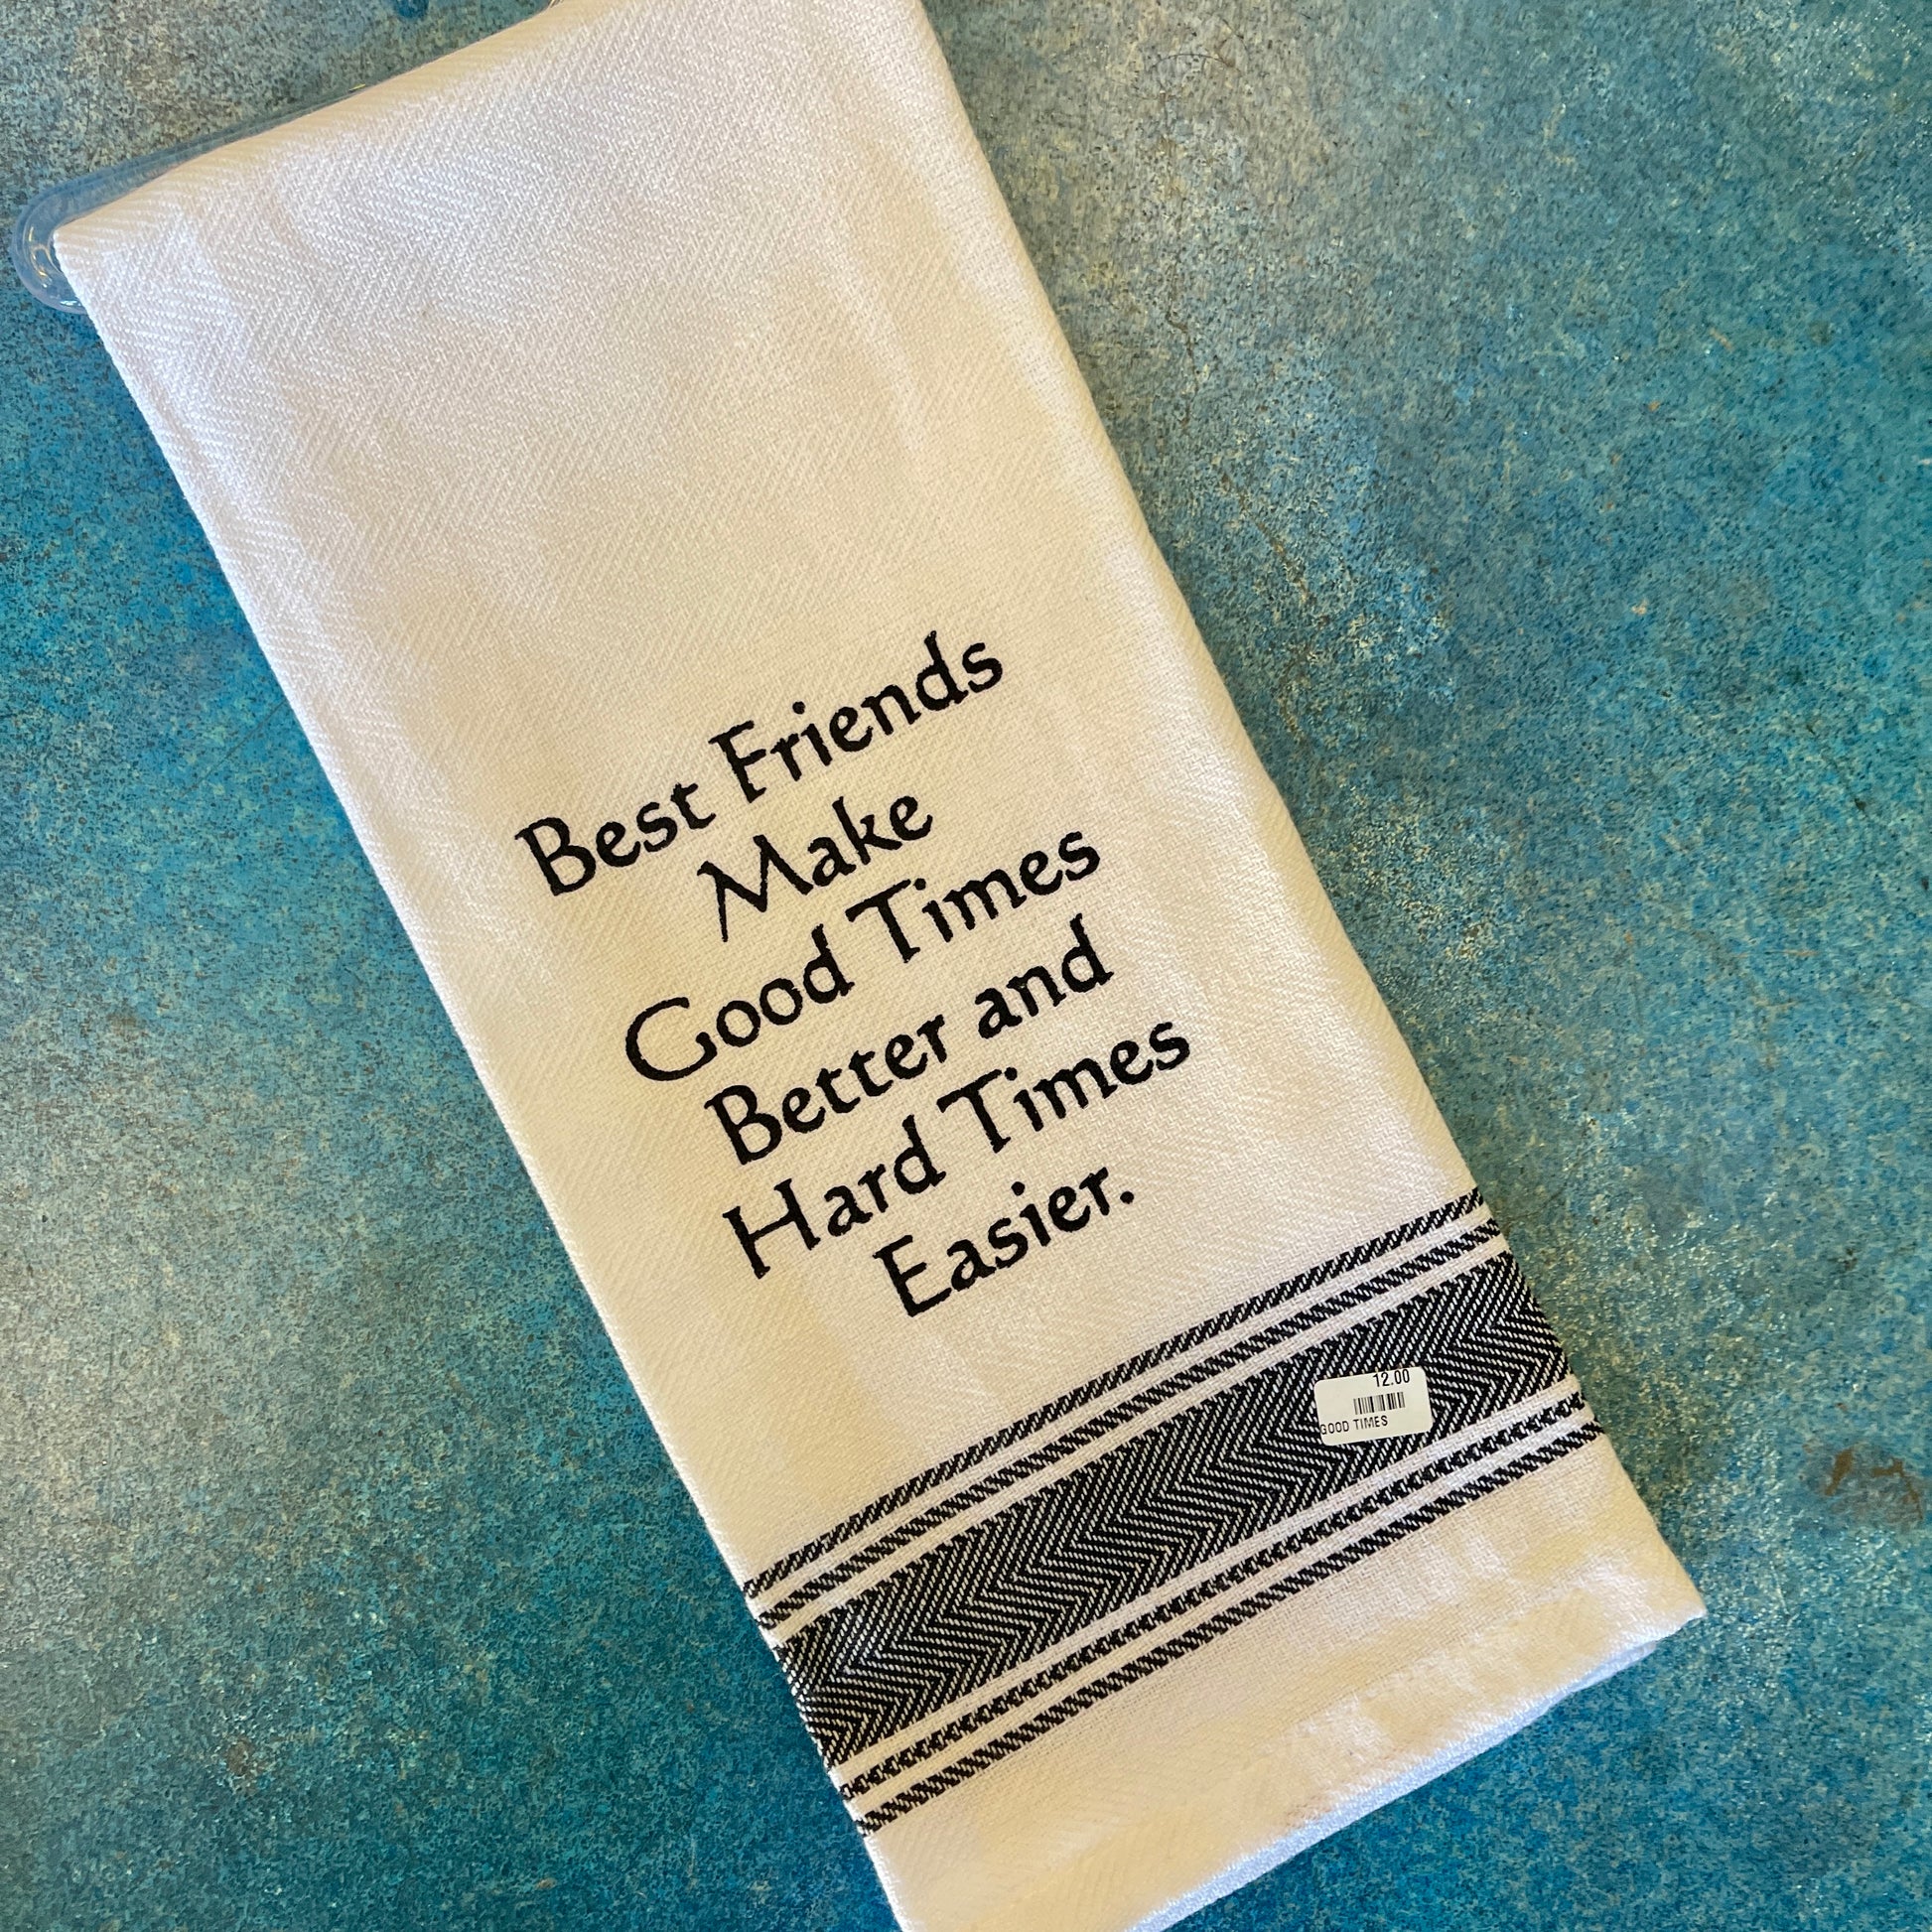 Best Friends
Make
Good Times
Better and
Hard Times
Easier.
12.00
GOOD TIMES